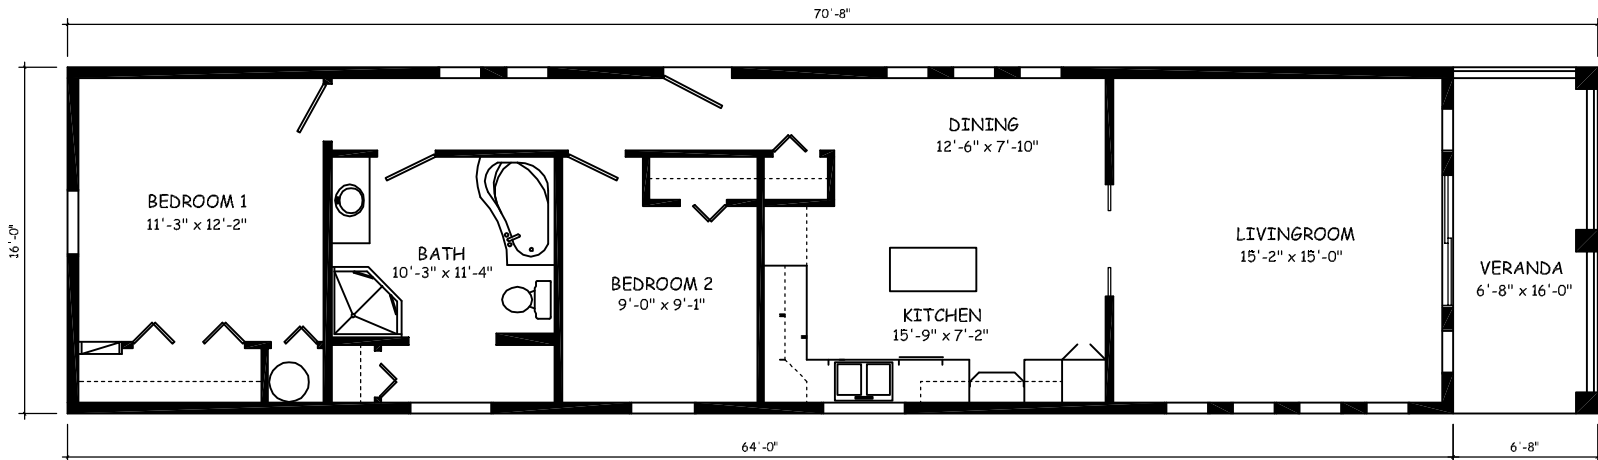 70'-8"
16'-0"
BEDROOM 1
11'-3" x 12'-2"
BATH
10'-3" x 11'-4"
BEDROOM 2
9'-0" x 9'-1"
DINING
12'-6" x 7'-10"
KITCHEN
15'-9" x 7'-2"
LIVINGROOM
15'-2" x 15'-0"
VERANDA
6'-8" x 16'-0"
64'-0"
6'-8"